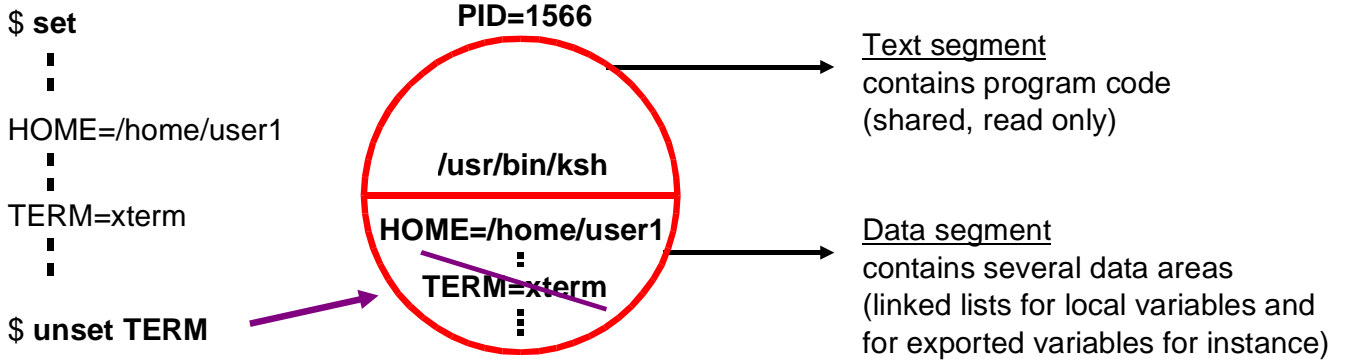 $ set
HOME=/home/user1
TERM=xterm
$ unset TERM
PID=1566
/usr/bin/ksh
HOME=/home/user1
TERM=xterm
Text segment
contains program code
(shared, read only)
Data segment
contains several data areas
(linked lists for local variables and
for exported variables for instance)